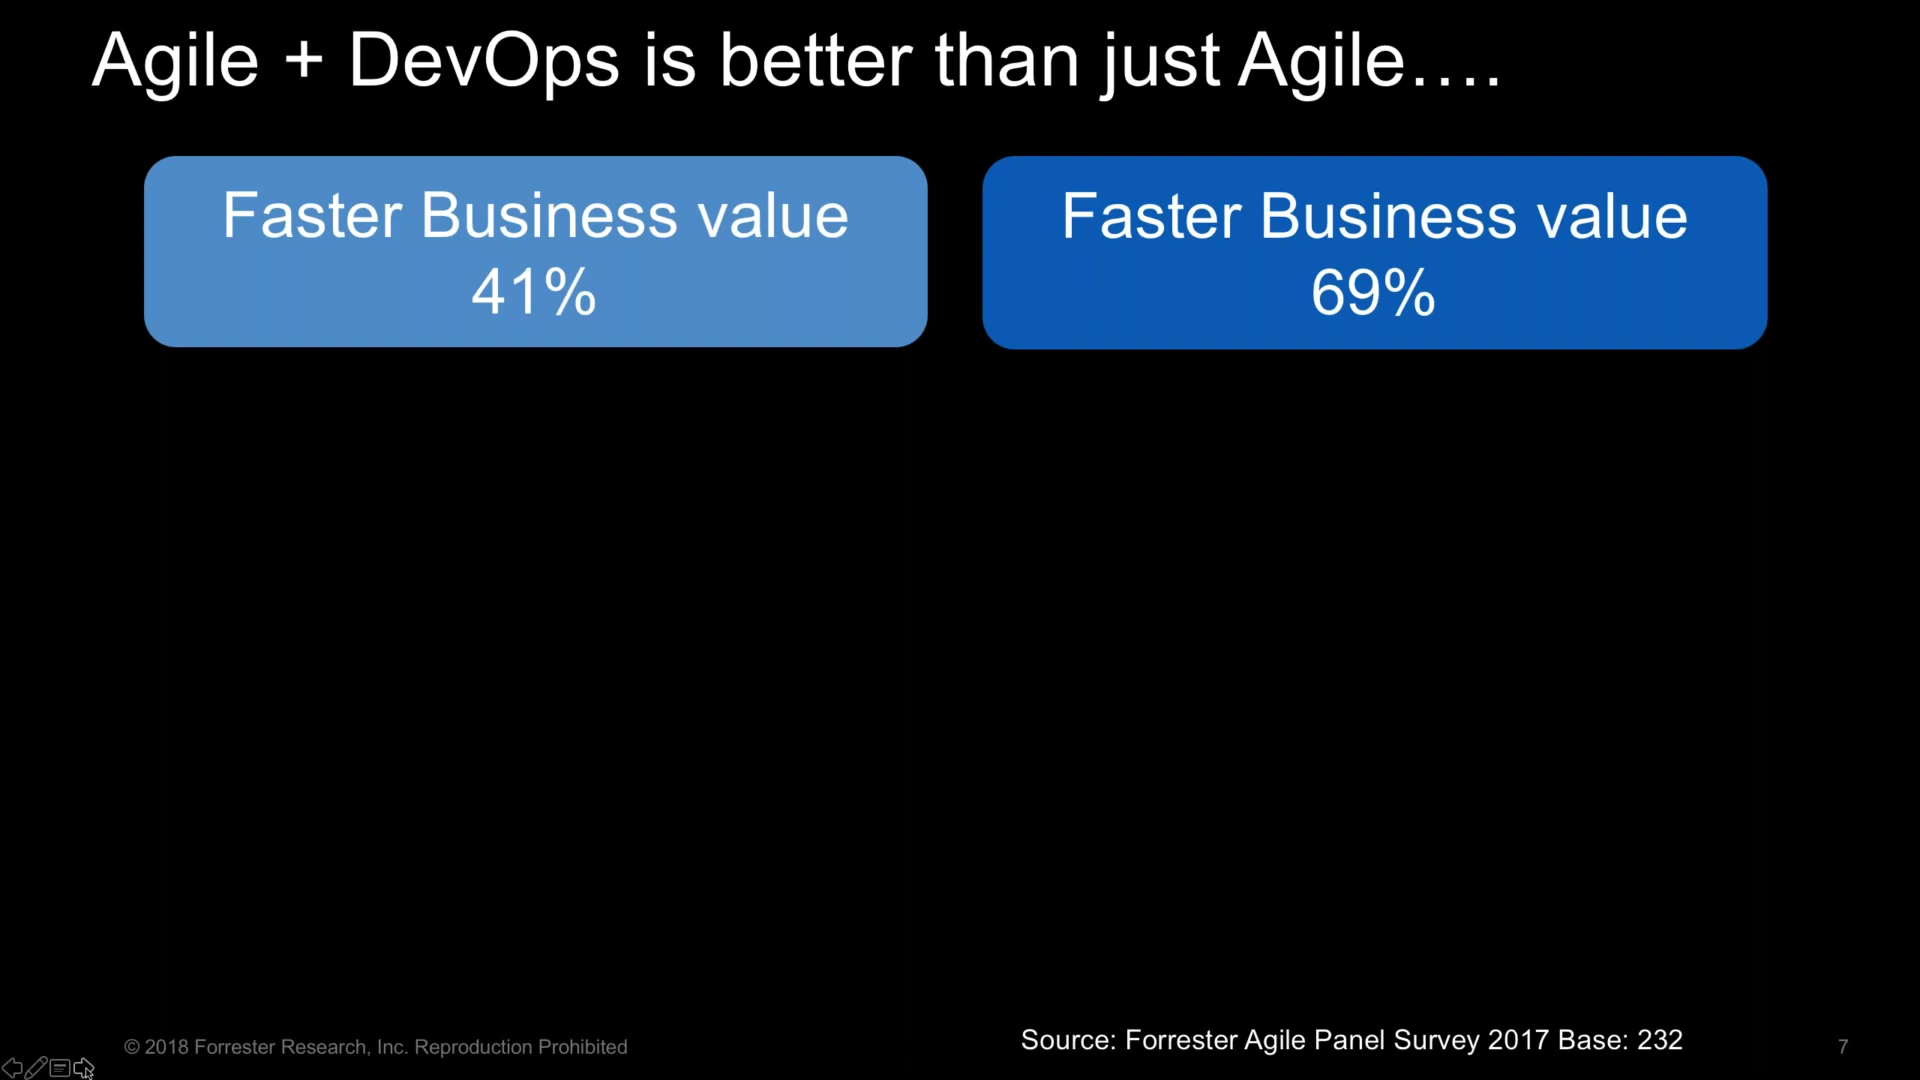 Agile + DevOps is better than just Agile....
Faster Business value
41%
Faster Business value
69%
© 2018 Forrester Research, Inc. Reproduction Prohibited
Source: Forrester Agile Panel Survey 2017 Base: 232
7